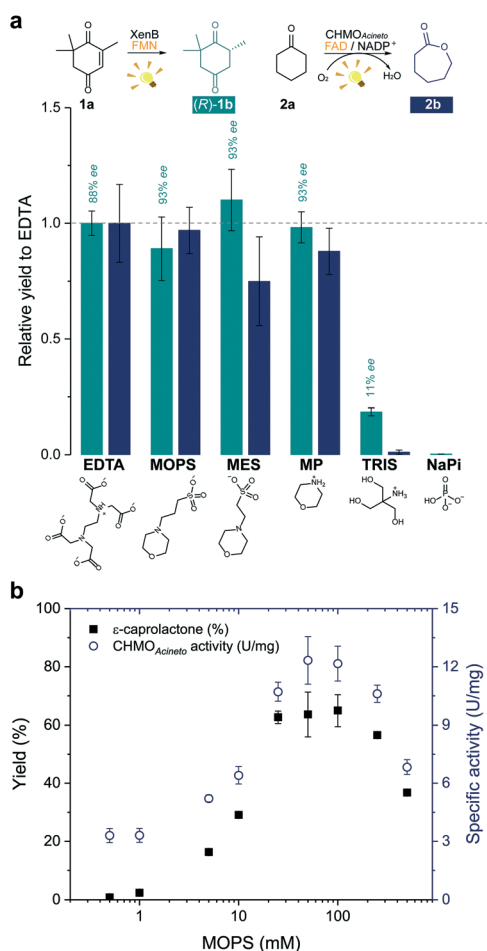 a
XenB
FMN
1a
(R)-1b
O
2a
CHMOAcineto
FAD / NADP+
O2
H2O
2b
Relative yield to EDTA
1.5
1.0
0.5
0.0
88% ee
93% ee
93% ee
93% ee
11% ee
EDTA MOPS MES MP TRIS NaPi
b
ε-caprolactone (%)
CHMOAcineto activity (U/mg)
Yield (%)
100
80
60
40
20
0
Specific activity (U/mg)
15
12
9
6
3
0
1 10 100
MOPS (mM)